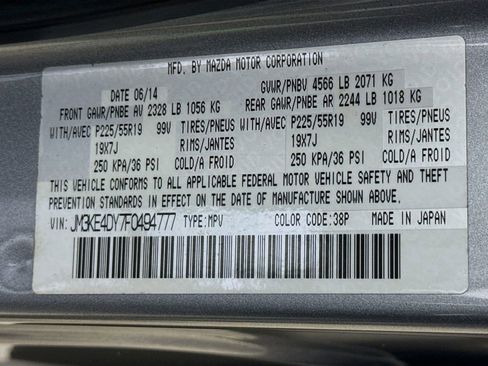 MFD. BY MAZDA MOTOR CORPORATION
DATE 06/14 GVWR/PNBV 4566 LB 2071 KG
FRONT GAWR/PNBE AV 2328 LB 1056 KG REAR GAWR/PNBE AR 2244 LB 1018 KG
WITH/AVEC P225/55R19 99V TIRES/PNEUS WITH/AVEC P225/55R19 99V TIRES/PNEUS
19X7J RIMS/JANTES 19X7J RIMS/JANTES
250 KPA/36 PSI COLD/A FROID 250 KPA/36 PSI COLD/A FROID
THIS VEHICLE CONFORMS TO ALL APPLICABLE FEDERAL MOTOR VEHICLE SAFETY AND THEFT
PREVENTION STANDARDS IN EFFECT ON THE DATE OF MANUFACTURE SHOWN ABOVE.
VIN: JM3KE4DY7F0494777 TYPE:MPV COLOR CODE:38P MADE IN JAPAN